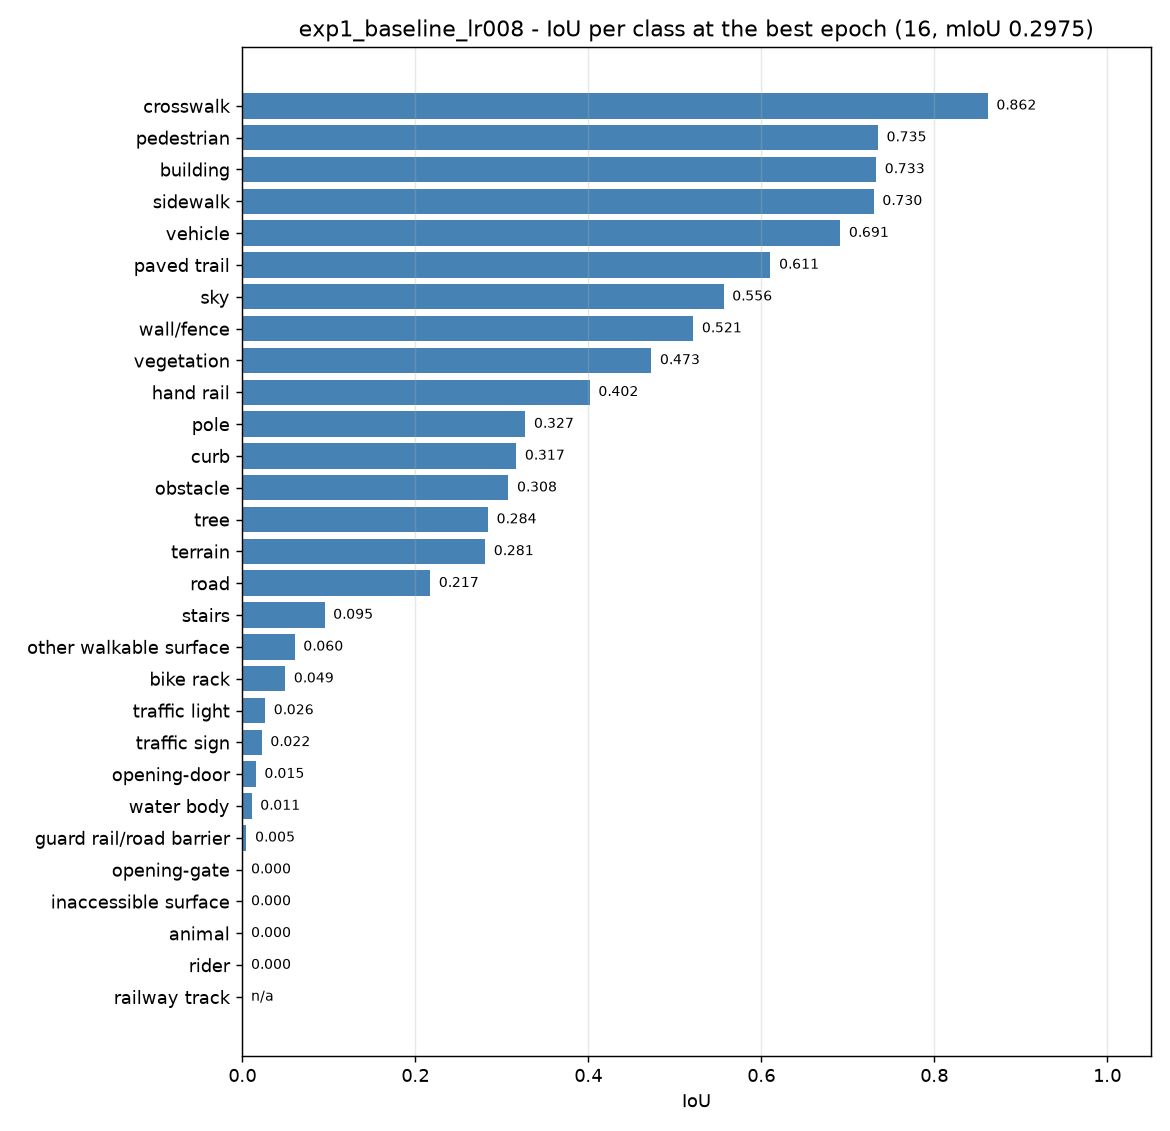 exp1_baseline_lr008 - IoU per class at the best epoch (16, mIoU 0.2975)
crosswalk 0.862
pedestrian 0.735
building 0.733
sidewalk 0.730
vehicle 0.691
paved trail 0.611
sky 0.556
wall/fence 0.521
vegetation 0.473
hand rail 0.402
pole 0.327
curb 0.317
obstacle 0.308
tree 0.284
terrain 0.281
road 0.217
stairs 0.095
other walkable surface 0.060
bike rack 0.049
traffic light 0.026
traffic sign 0.022
opening-door 0.015
water body 0.011
guard rail/road barrier 0.005
opening-gate 0.000
inaccessible surface 0.000
animal 0.000
rider 0.000
railway track n/a
0.0 0.2 0.4 0.6 0.8 1.0
IoU